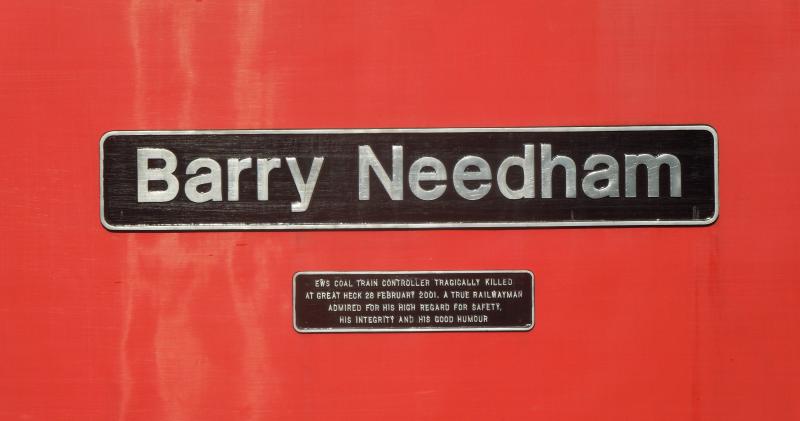 Barry Needham
EWS COAL TRAIN CONTROLLER TRAGICALLY KILLED
AT GREAT HECK 28 FEBRUARY 2001. A TRUE RAILWAYMAN
ADMIRED FOR HIS HIGH REGARD FOR SAFETY,
HIS INTEGRITY AND HIS GOOD HUMOUR